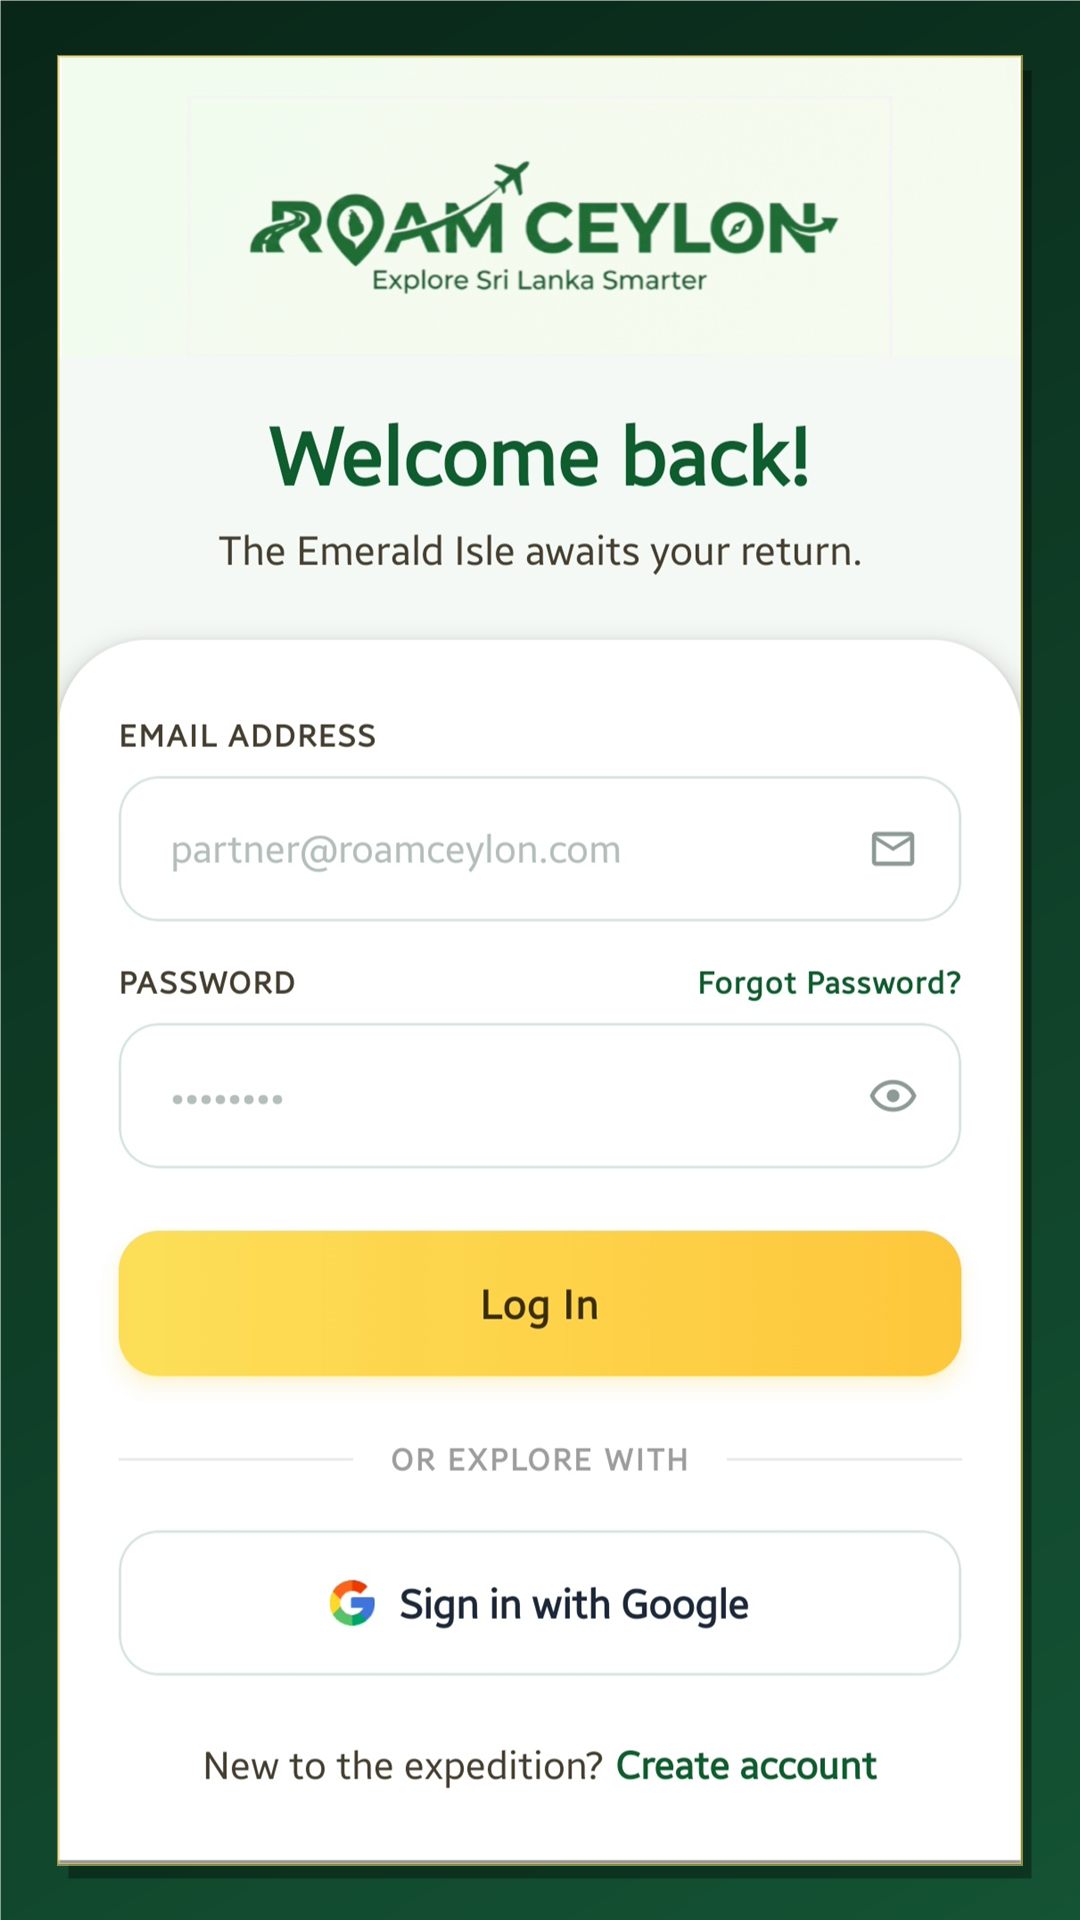 ROAM CEYLON
Explore Sri Lanka Smarter
Welcome back!
The Emerald Isle awaits your return.
EMAIL ADDRESS
partner@roamceylon.com
PASSWORD
Forgot Password?
••••••••
Log In
OR EXPLORE WITH
Sign in with Google
New to the expedition? Create account